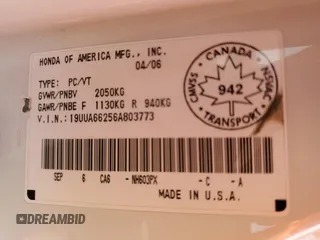 HONDA OF AMERICA MFG., INC.
04/06
TYPE: PC/VT
GVWR/PNBV 2050KG
GAWR/PNBE F 1130KG R 940KG
V.I.N.: 19UUA66256A803773
CANADA
CMVSS
942
NSVAC
TRANSPORT
SEP 6 CA6 -NH603PX -C -A
MADE IN U.S.A.
DREAMBID